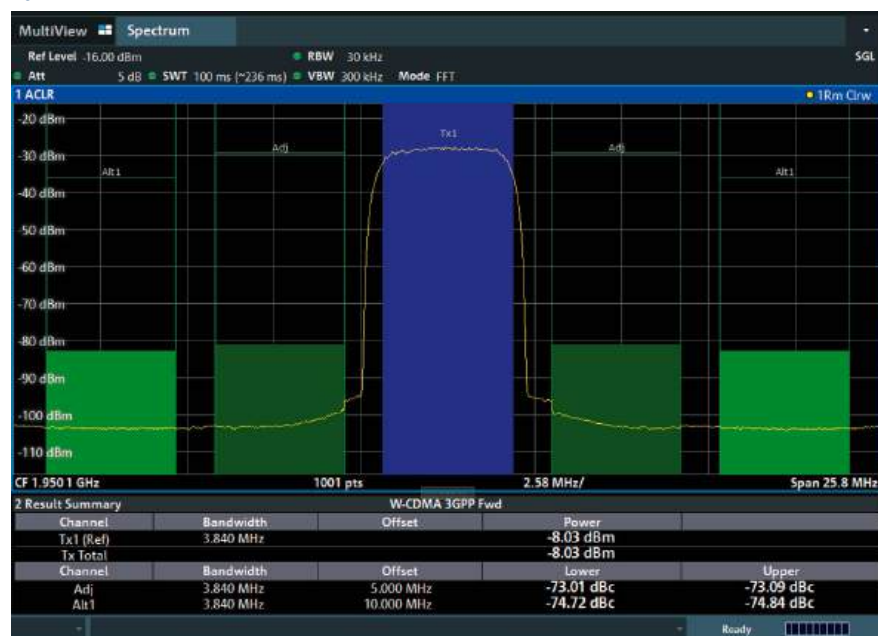 MultiView Spectrum
Ref Level -16.00 dBm RBW 30 kHz SGL
Att 5 dB SWT 100 ms (~236 ms) VBW 300 kHz Mode FFT
1 ACLR 1Rm Clrw
-20 dBm
Tx1
Adj Adj
-30 dBm
Alt1 Alt1
-40 dBm
-50 dBm
-60 dBm
-70 dBm
-80 dBm
-90 dBm
-100 dBm
-110 dBm
CF 1.950 1 GHz 1001 pts 2.58 MHz/ Span 25.8 MHz
2 Result Summary W-CDMA 3GPP Fwd
Channel Bandwidth Offset Power
Tx1 (Ref) 3.840 MHz -8.03 dBm
Tx Total -8.03 dBm
Channel Bandwidth Offset Lower Upper
Adj 3.840 MHz 5.000 MHz -73.01 dBc -73.09 dBc
Alt1 3.840 MHz 10.000 MHz -74.72 dBc -74.84 dBc
Ready